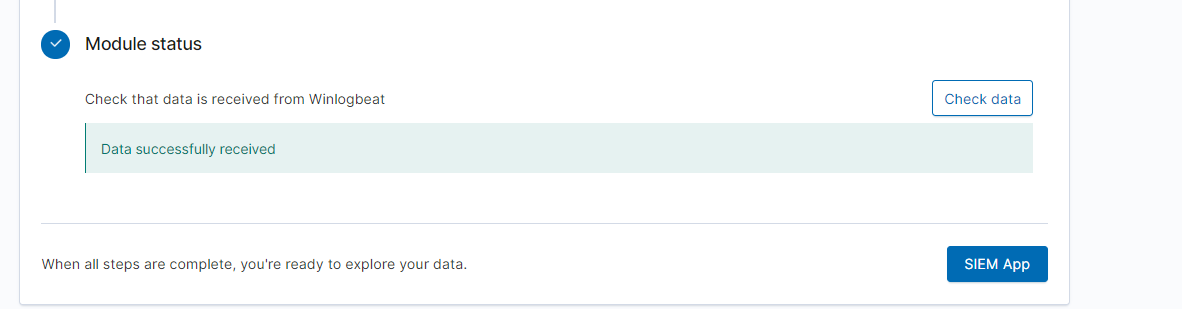 Module status
Check that data is received from Winlogbeat
Check data
Data successfully received
When all steps are complete, you're ready to explore your data.
SIEM App